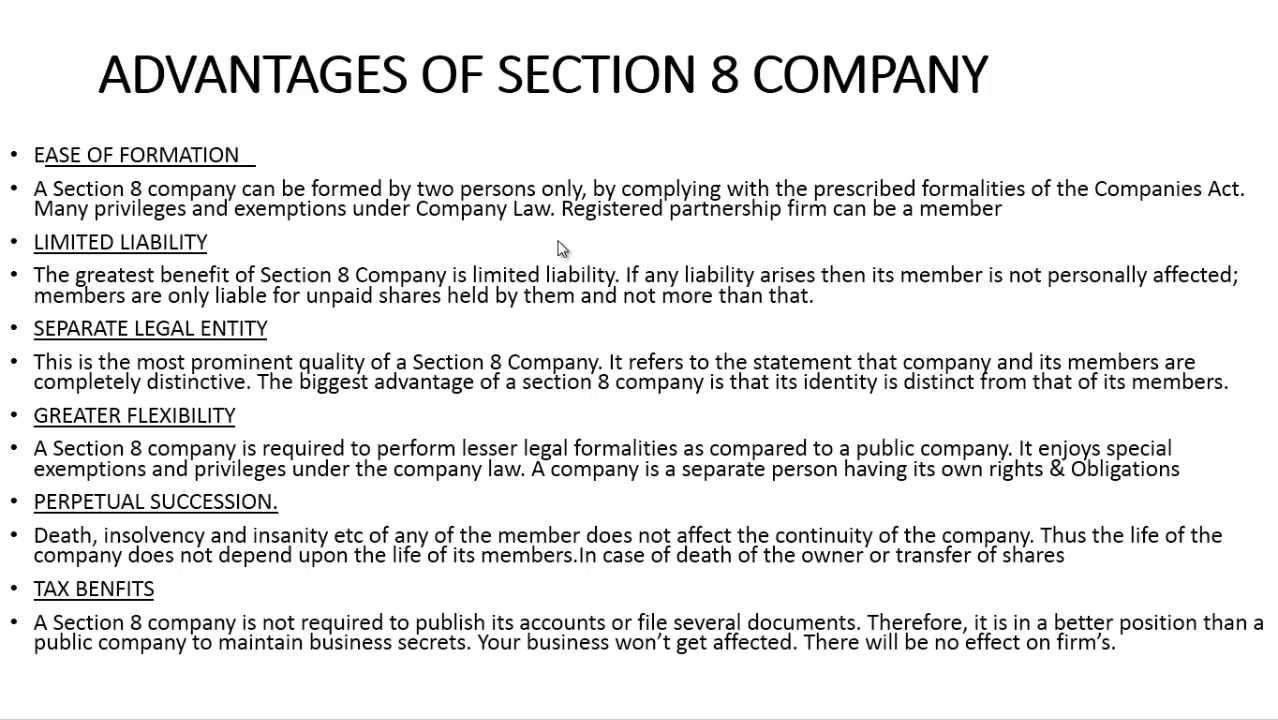 ADVANTAGES OF SECTION 8 COMPANY
• EASE OF FORMATION
• A Section 8 company can be formed by two persons only, by complying with the prescribed formalities of the Companies Act.
Many privileges and exemptions under Company Law. Registered partnership firm can be a member
• LIMITED LIABILITY
• The greatest benefit of Section 8 Company is limited liability. If any liability arises then its member is not personally affected;
members are only liable for unpaid shares held by them and not more than that.
• SEPARATE LEGAL ENTITY
• This is the most prominent quality of a Section 8 Company. It refers to the statement that company and its members are
completely distinctive. The biggest advantage of a section 8 company is that its identity is distinct from that of its members.
• GREATER FLEXIBILITY
• A Section 8 company is required to perform lesser legal formalities as compared to a public company. It enjoys special
exemptions and privileges under the company law. A company is a separate person having its own rights & Obligations
• PERPETUAL SUCCESSION.
• Death, insolvency and insanity etc of any of the member does not affect the continuity of the company. Thus the life of the
company does not depend upon the life of its members.In case of death of the owner or transfer of shares
• TAX BENFITS
• A Section 8 company is not required to publish its accounts or file several documents. Therefore, it is in a better position than a
public company to maintain business secrets. Your business won’t get affected. There will be no effect on firm’s.